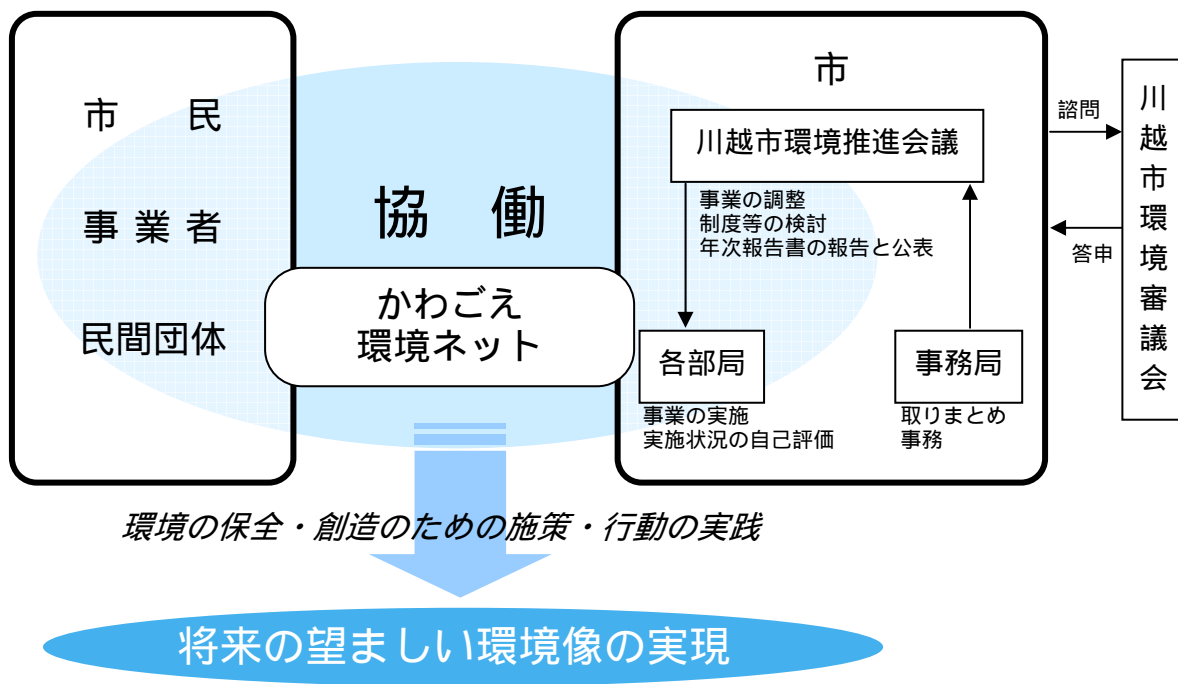 市　民
事業者
民間団体
協　働
かわごえ
環境ネット
市
川越市環境推進会議
事業の調整
制度等の検討
年次報告書の報告と公表
各部局
事業の実施
実施状況の自己評価
事務局
取りまとめ
事務
諮問
答申
川越市環境審議会
環境の保全・創造のための施策・行動の実践
将来の望ましい環境像の実現